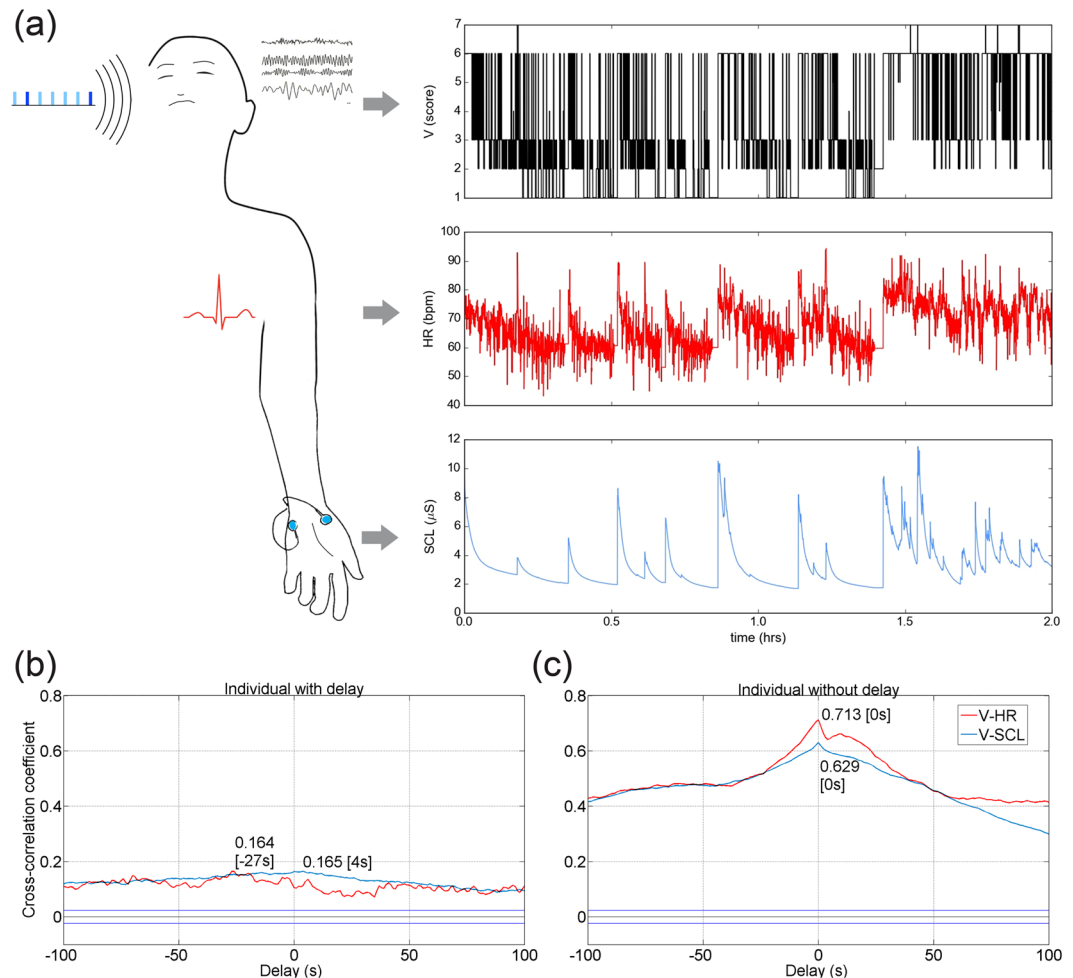 (a)
7
6
5
4
3
2
1
V (score)
100
90
80
70
60
50
40
HR (bpm)
12
10
8
6
4
2
0
SCL (μS)
0.0 0.5 1.0 1.5 2.0
time (hrs)
(b)
Individual with delay
0.8
0.6
0.4
0.2
0
Cross-correlation coefficient
0.164
[-27s]
0.165 [4s]
-100 -50 0 50 100
Delay (s)
(c)
Individual without delay
0.8
0.6
0.4
0.2
0
0.713 [0s]
0.629
[0s]
V-HR
V-SCL
-100 -50 0 50 100
Delay (s)